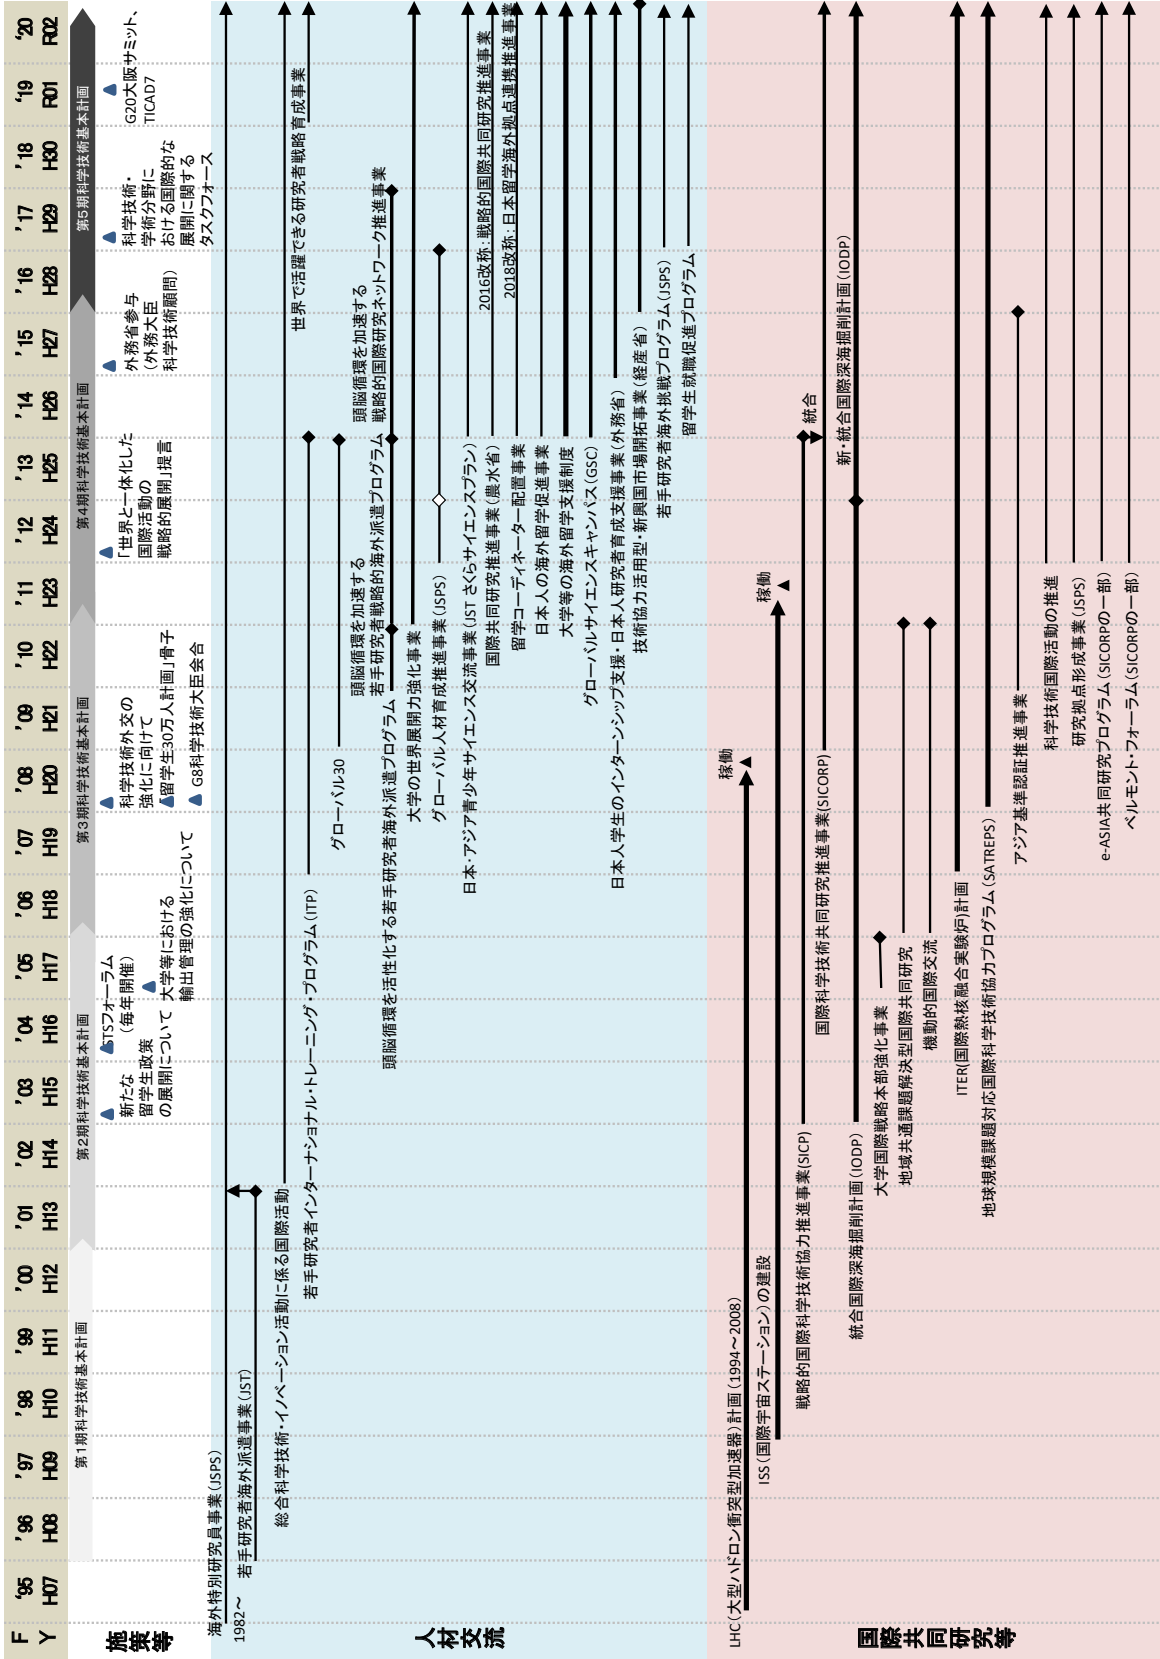 FY
'95 '96 '97 '98 '99 '00 '01 '02 '03 '04 '05 '06 '07 '08 '09 '10 '11 '12 '13 '14 '15 '16 '17 '18 '19 '20
H07 H08 H09 H10 H11 H12 H13 H14 H15 H16 H17 H18 H19 H20 H21 H22 H23 H24 H25 H26 H27 H28 H29 H30 R01 R02
第1期科学技術基本計画
第2期科学技術基本計画
第3期科学技術基本計画
第4期科学技術基本計画
第5期科学技術基本計画
施策等
新たな
留学生政策
の展開について
STSフォーラム
(毎年開催)
大学等における
輸出管理の強化について
科学技術外交の
強化に向けて
「留学生30万人計画」骨子
G8科学技術大臣会合
「世界と一体化した
国際活動の
戦略的展開」提言
外務省参与
(外務大臣
科学技術顧問)
科学技術・
学術分野に
おける国際的な
展開に関する
タスクフォース
G20大阪サミット、
TICAD7
人材交流
海外特別研究員事業(JSPS)
1982～
若手研究者海外派遣事業(JST)
総合科学技術・イノベーション活動に係る国際活動
若手研究者インターナショナル・トレーニング・プログラム(ITP)
世界で活躍できる研究者戦略育成事業
グローバル30
頭脳循環を活性化する若手研究者海外派遣プログラム
頭脳循環を加速する
若手研究者戦略的海外派遣プログラム
頭脳循環を加速する
戦略的国際研究ネットワーク推進事業
大学の世界展開力強化事業
グローバル人材育成推進事業(JSPS)
日本・アジア青少年サイエンス交流事業(JST さくらサイエンスプラン)
国際共同研究推進事業(農水省)
2016改称:戦略的国際共同研究推進事業
留学コーディネーター配置事業
2018改称:日本留学海外拠点連携推進事業
日本人の海外留学促進事業
大学等の海外留学支援制度
グローバルサイエンスキャンパス(GSC)
日本人学生のインターンシップ支援・日本人研究者育成支援事業(外務省)
技術協力活用型・新興国市場開拓事業(経産省)
若手研究者海外挑戦プログラム(JSPS)
留学生就職促進プログラム
国際共同研究等
LHC(大型ハドロン衝突型加速器)計画(1994～2008)
稼働
ISS(国際宇宙ステーション)の建設
稼働
戦略的国際科学技術協力推進事業(SICP)
統合
国際科学技術共同研究推進事業(SICORP)
統合国際深海掘削計画(IODP)
新・統合国際深海掘削計画(IODP)
大学国際戦略本部強化事業
地域共通課題解決型国際共同研究
機動的国際交流
ITER(国際熱核融合実験炉)計画
地球規模課題対応国際科学技術協力プログラム(SATREPS)
アジア基準認証推進事業
科学技術国際活動の推進
研究拠点形成事業(JSPS)
e-ASIA共同研究プログラム(SICORPの一部)
ベルモント・フォーラム(SICORPの一部)